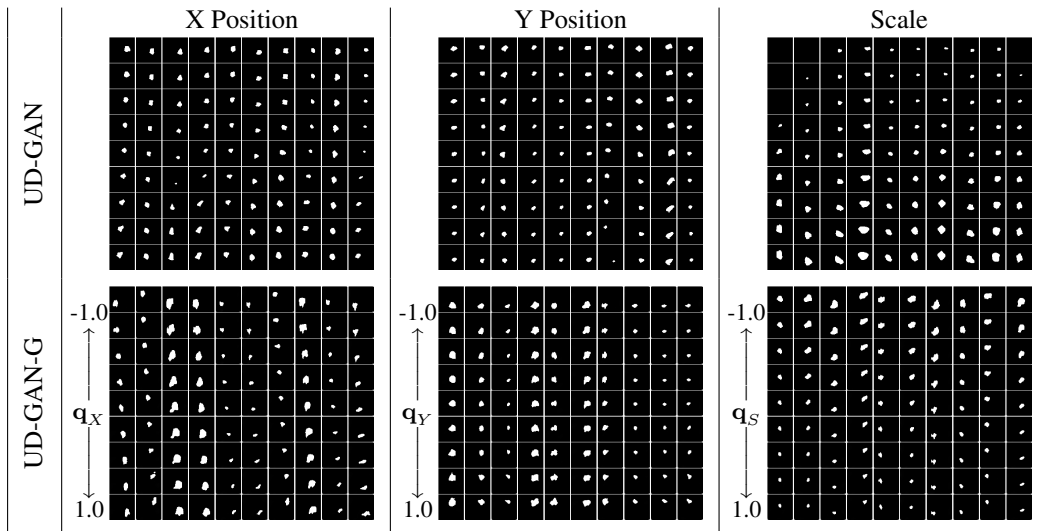 X Position Y Position Scale
UD-GAN
UD-GAN-G
-1.0 -1.0 -1.0
q_X q_Y q_S
1.0 1.0 1.0